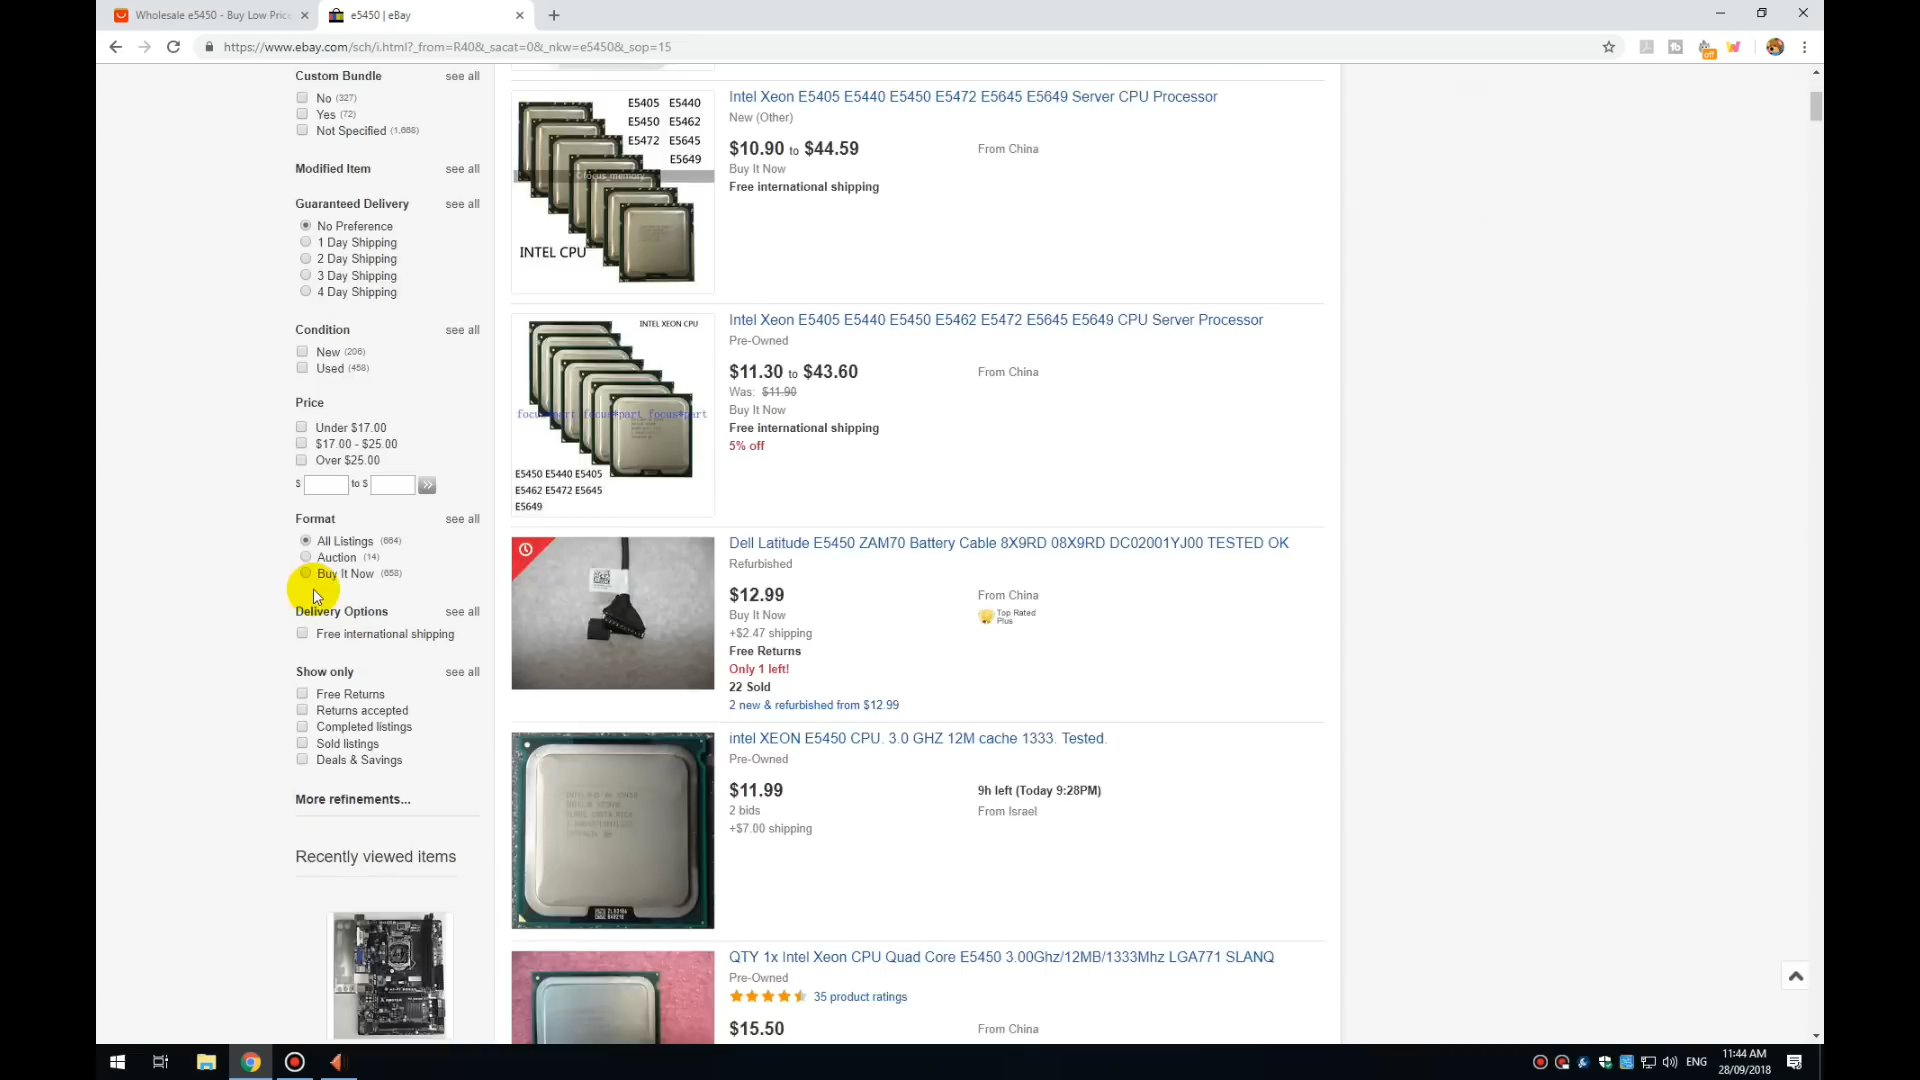 Wholesale e5450 - Buy Low Price
e5450 | eBay
https://www.ebay.com/sch/i.html?_from=R40&_sacat=0&_nkw=e5450&_sop=15
off
Custom Bundle see all
No (327)
Yes (72)
Not Specified (1,668)
Modified Item see all
Guaranteed Delivery see all
No Preference
1 Day Shipping
2 Day Shipping
3 Day Shipping
4 Day Shipping
Condition see all
New (206)
Used (458)
Price
Under $17.00
$17.00 - $25.00
Over $25.00
$ to $ »
Format see all
All Listings (664)
Auction (14)
Buy It Now (658)
Delivery Options see all
Free international shipping
Show only see all
Free Returns
Returns accepted
Completed listings
Sold listings
Deals & Savings
More refinements...
Recently viewed items
E5405 E5440
E5450 E5462
E5472 E5645
E5649
©focus_memory
INTEL CPU
Intel Xeon E5405 E5440 E5450 E5472 E5645 E5649 Server CPU Processor
New (Other)
$10.90 to $44.59
From China
Buy It Now
Free international shipping
INTEL XEON CPU
focus*part focus*part focus*part
E5450 E5440 E5405
E5462 E5472 E5645
E5649
Intel Xeon E5405 E5440 E5450 E5462 E5472 E5645 E5649 CPU Server Processor
Pre-Owned
$11.30 to $43.60
From China
Was: $11.90
Buy It Now
Free international shipping
5% off
Dell Latitude E5450 ZAM70 Battery Cable 8X9RD 08X9RD DC02001YJ00 TESTED OK
Refurbished
$12.99
From China
Buy It Now
Top Rated
Plus
+$2.47 shipping
Free Returns
Only 1 left!
22 Sold
2 new & refurbished from $12.99
intel XEON E5450 CPU. 3.0 GHZ 12M cache 1333. Tested.
Pre-Owned
$11.99
9h left (Today 9:28PM)
2 bids
From Israel
+$7.00 shipping
QTY 1x Intel Xeon CPU Quad Core E5450 3.00Ghz/12MB/1333Mhz LGA771 SLANQ
Pre-Owned
35 product ratings
$15.50
From China
ENG
11:44 AM
28/09/2018